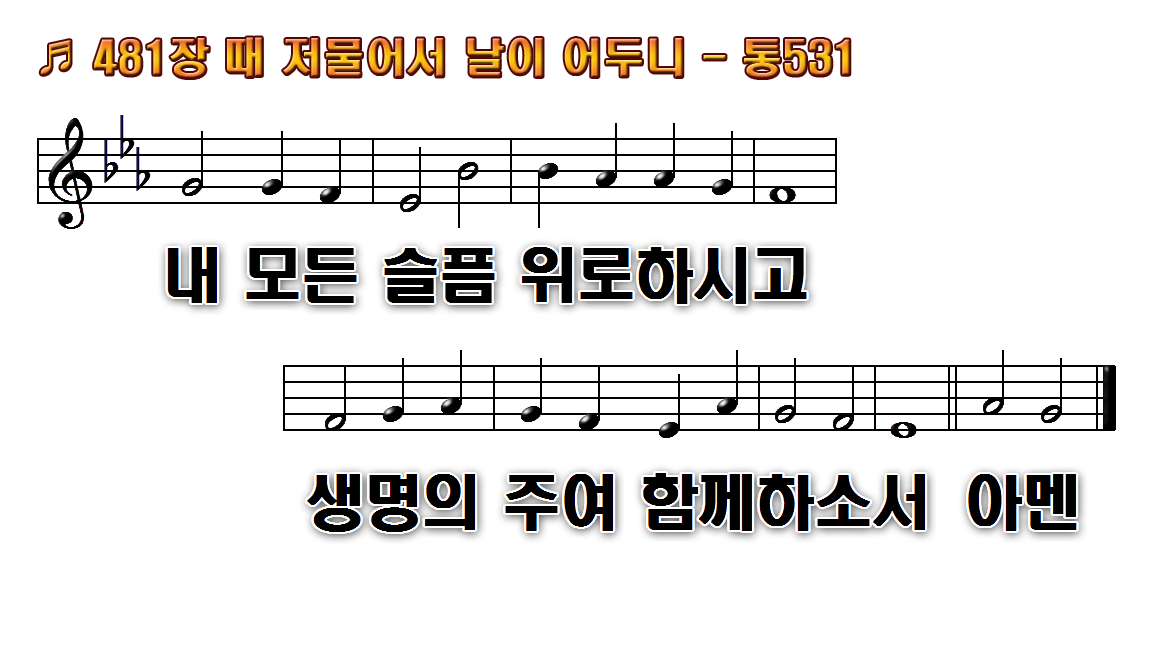 ♬ 481장 때 저물어서 날이 어두니 - 통531
내 모든 슬픔 위로하시고
생명의 주여 함께하소서 아멘